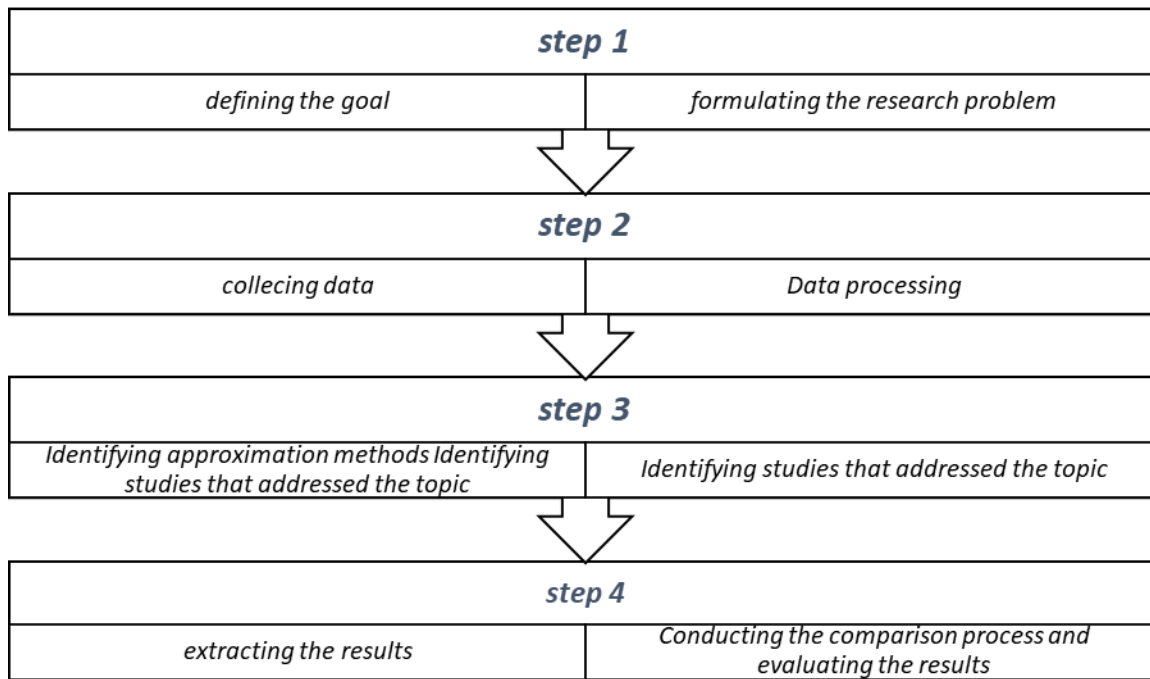 step 1
defining the goal
formulating the research problem
step 2
collecing data
Data processing
step 3
Identifying approximation methods Identifying
studies that addressed the topic
Identifying studies that addressed the topic
step 4
extracting the results
Conducting the comparison process and
evaluating the results